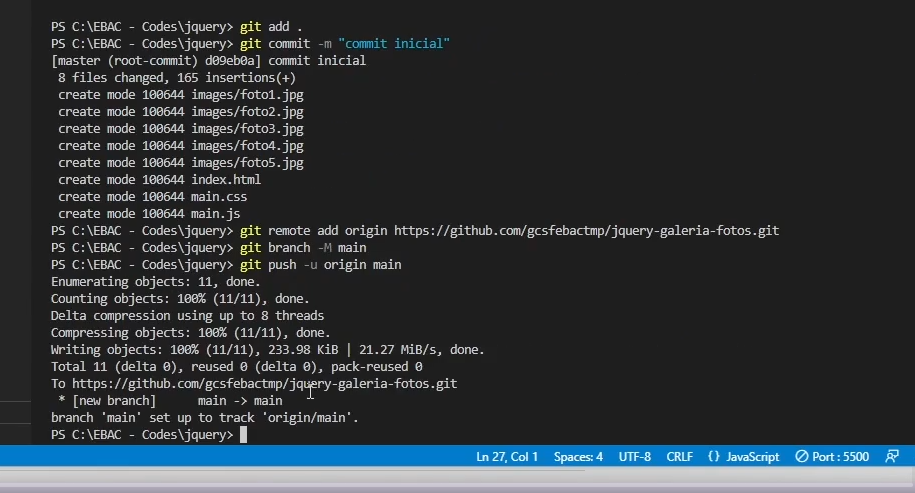 PS C:\EBAC - Codes\jquery> git add .
PS C:\EBAC - Codes\jquery> git commit -m "commit inicial"
[master (root-commit) d09eb0a] commit inicial
 8 files changed, 165 insertions(+)
 create mode 100644 images/foto1.jpg
 create mode 100644 images/foto2.jpg
 create mode 100644 images/foto3.jpg
 create mode 100644 images/foto4.jpg
 create mode 100644 images/foto5.jpg
 create mode 100644 index.html
 create mode 100644 main.css
 create mode 100644 main.js
PS C:\EBAC - Codes\jquery> git remote add origin https://github.com/gcsfebactmp/jquery-galeria-fotos.git
PS C:\EBAC - Codes\jquery> git branch -M main
PS C:\EBAC - Codes\jquery> git push -u origin main
Enumerating objects: 11, done.
Counting objects: 100% (11/11), done.
Delta compression using up to 8 threads
Compressing objects: 100% (11/11), done.
Writing objects: 100% (11/11), 233.98 KiB | 21.27 MiB/s, done.
Total 11 (delta 0), reused 0 (delta 0), pack-reused 0
To https://github.com/gcsfebactmp/jquery-galeria-fotos.git
 * [new branch]      main -> main
branch 'main' set up to track 'origin/main'.
PS C:\EBAC - Codes\jquery>
Ln 27, Col 1 Spaces: 4 UTF-8 CRLF {} JavaScript Port : 5500